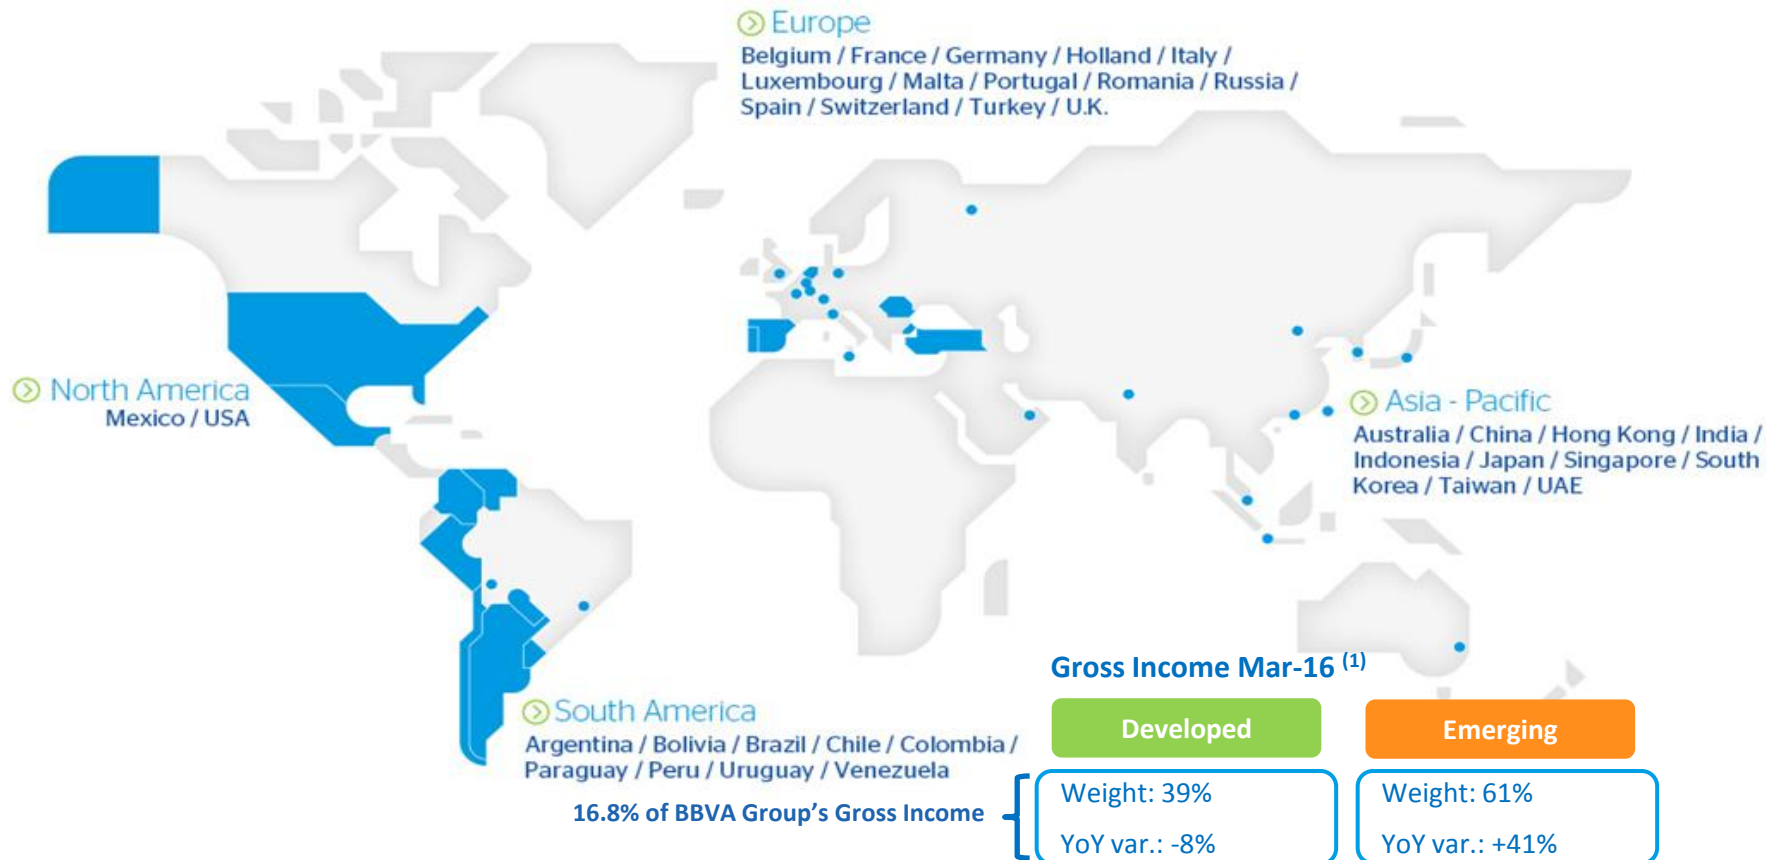 Europe
Belgium / France / Germany / Holland / Italy /
Luxembourg / Malta / Portugal / Romania / Russia /
Spain / Switzerland / Turkey / U.K.
North America
Mexico / USA
Asia - Pacific
Australia / China / Hong Kong / India /
Indonesia / Japan / Singapore / South
Korea / Taiwan / UAE
South America
Argentina / Bolivia / Brazil / Chile / Colombia /
Paraguay / Peru / Uruguay / Venezuela
16.8% of BBVA Group’s Gross Income
Gross Income Mar-16 (1)
Developed
Weight: 39%
YoY var.: -8%
Emerging
Weight: 61%
YoY var.: +41%